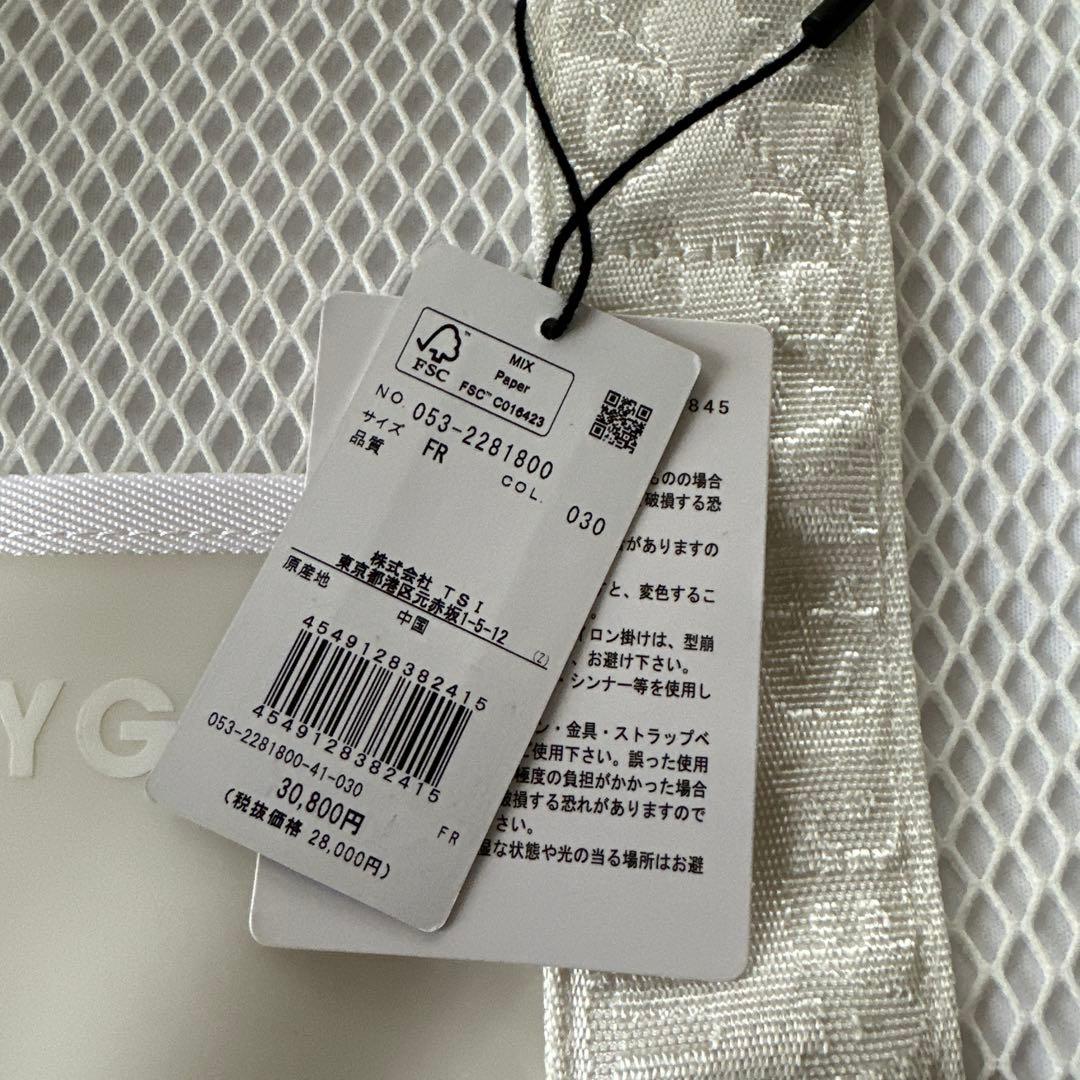 FSC
MIX
Paper
FSC™ C016423
NO. 053-2281800
サイズ FR
COL. 030
品質
株式会社 TSI
東京都港区元赤坂1-5-12
原産地 中国 (Z)
4549128382415
4549128382415
053-2281800-41-030
30,800円
FR
(税抜価格 28,000円)
845
ものの場合
破損する恐
がありますの
と、変色するこ
。
イロン掛けは、型崩
、お避け下さい。
シンナー等を使用し
ン・金具・ストラップベ
使用下さい。誤った使用
極度の負担がかかった場合
破損する恐れがありますので
さい。
な状態や光の当る場所はお避
YG